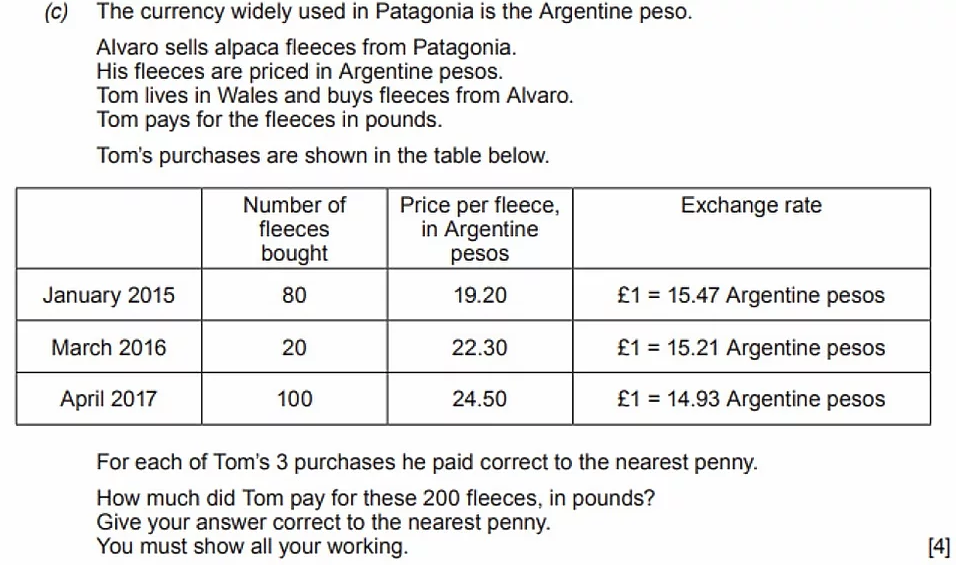 (c) The currency widely used in Patagonia is the Argentine peso.
Alvaro sells alpaca fleeces from Patagonia.
His fleeces are priced in Argentine pesos.
Tom lives in Wales and buys fleeces from Alvaro.
Tom pays for the fleeces in pounds.
Tom's purchases are shown in the table below.
Number of fleeces bought Price per fleece, in Argentine pesos Exchange rate
January 2015 80 19.20 £1 = 15.47 Argentine pesos
March 2016 20 22.30 £1 = 15.21 Argentine pesos
April 2017 100 24.50 £1 = 14.93 Argentine pesos
For each of Tom's 3 purchases he paid correct to the nearest penny.
How much did Tom pay for these 200 fleeces, in pounds?
Give your answer correct to the nearest penny.
You must show all your working. [4]